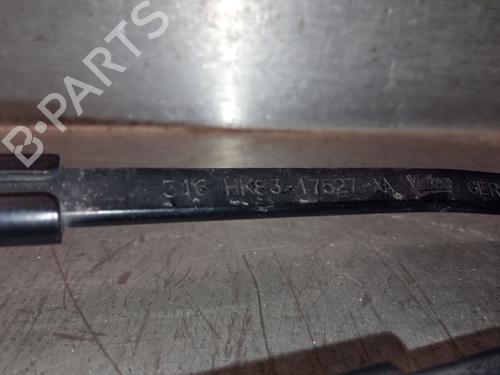 B-PARTS
316 HK83-17527-AA Valeo GER